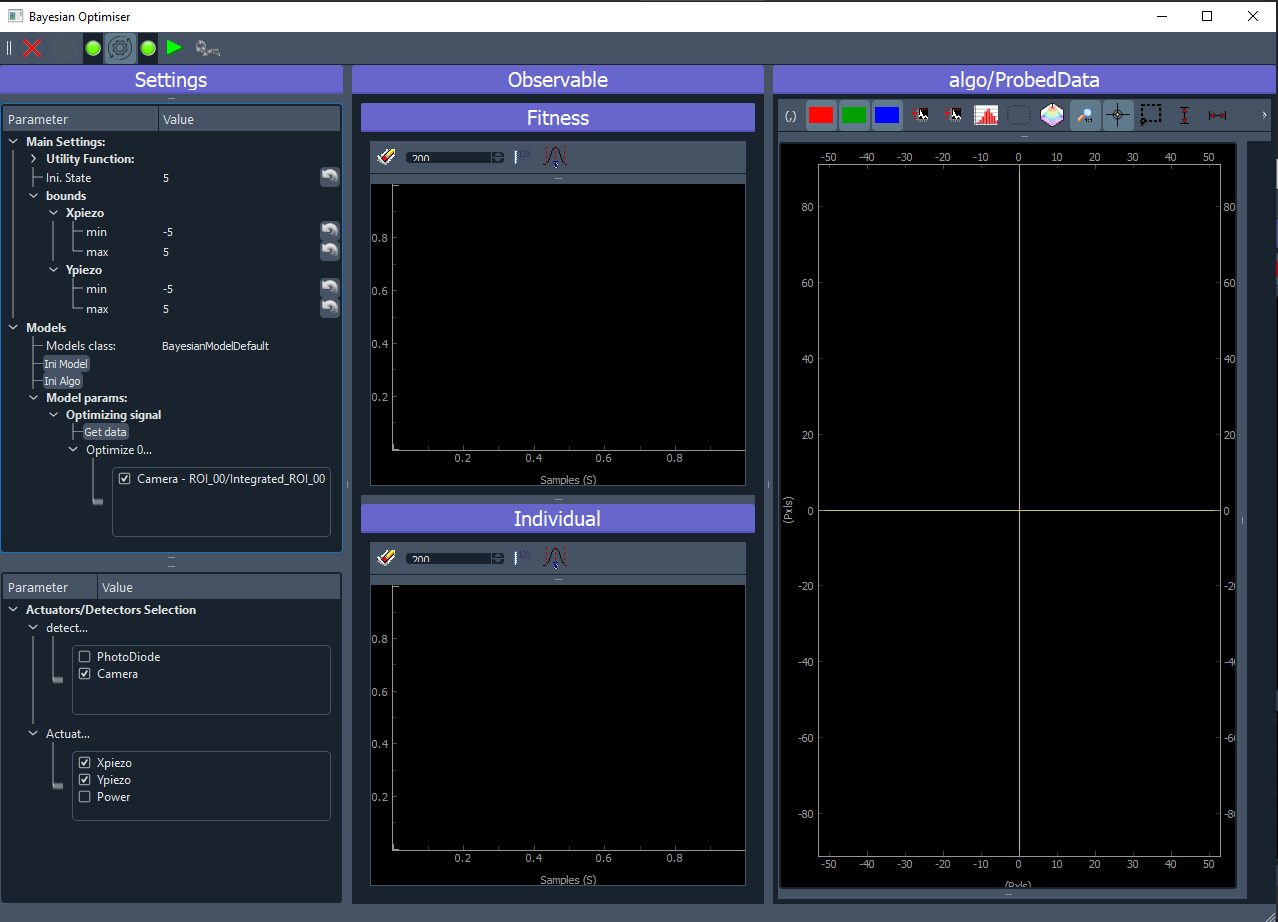 Bayesian Optimiser
Settings
Parameter Value
Main Settings:
Utility Function:
Ini. State 5
bounds
Xpiezo
min -5
max 5
Ypiezo
min -5
max 5
Models
Models class: BayesianModelDefault
Ini Model
Ini Algo
Model params:
Optimizing signal
Get data
Optimize 0...
Camera - ROI_00/Integrated_ROI_00
Parameter Value
Actuators/Detectors Selection
detect...
PhotoDiode
Camera
Actuat...
Xpiezo
Ypiezo
Power
Observable
Fitness
200 123
0.8
0.6
0.4
0.2
0.2 0.4 0.6 0.8
Samples (S)
Individual
200 123
0.8
0.6
0.4
0.2
0.2 0.4 0.6 0.8
Samples (S)
algo/ProbedData
(,)
-50 -40 -30 -20 -10 0 10 20 30 40 50
80 80
60 60
40 40
20 20
(Pxls) 0 0
-20 -20
-40 -4
-60 -6
-80 -8
-50 -40 -30 -20 -10 0 10 20 30 40 50
(Pxls)